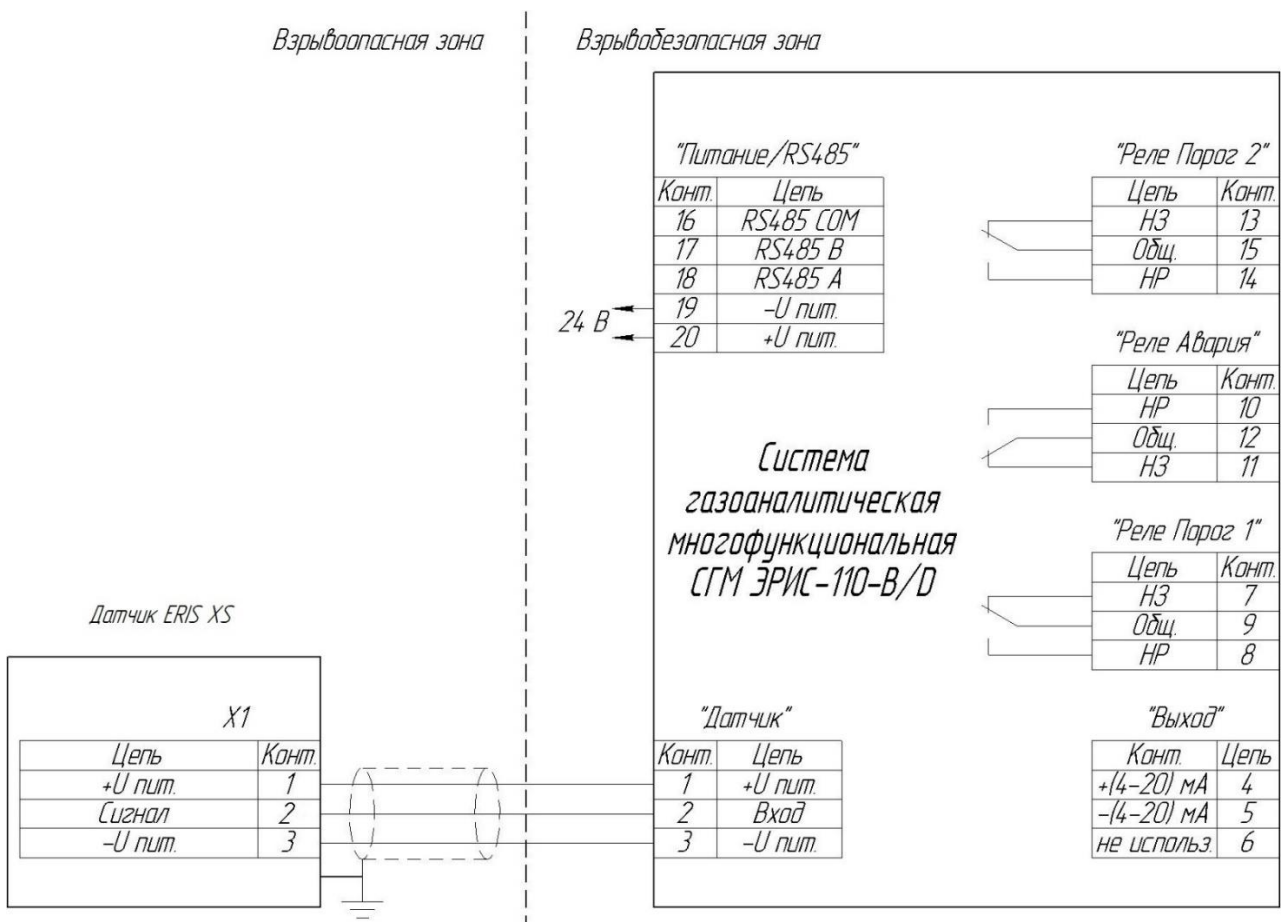 Взрывоопасная зона
Взрывобезопасная зона
"Питание/RS485"
Конт. Цепь
16 RS485 COM
17 RS485 B
18 RS485 A
19 -U пит.
20 +U пит.
24 В
"Реле Порог 2"
Цепь Конт.
НЗ 13
Общ. 15
НР 14
"Реле Авария"
Цепь Конт.
НР 10
Общ. 12
НЗ 11
Система
газоаналитическая
многофункциональная
СГМ ЭРИС-110-B/D
"Реле Порог 1"
Цепь Конт.
НЗ 7
Общ. 9
НР 8
Датчик ERIS XS
X1
Цепь Конт.
+U пит. 1
Сигнал 2
-U пит. 3
"Датчик"
Конт. Цепь
1 +U пит.
2 Вход
3 -U пит.
"Выход"
Конт. Цепь
+(4-20) мА 4
-(4-20) мА 5
не использ. 6